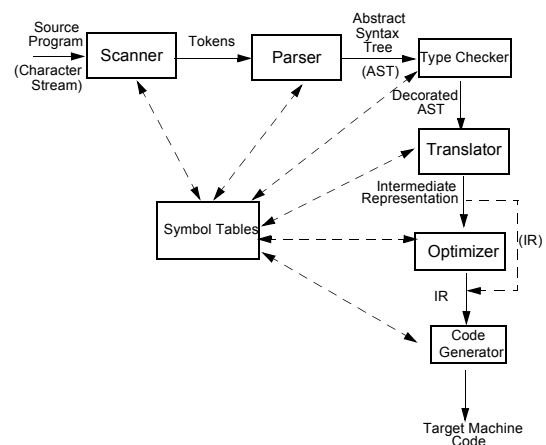 Source
Program
(Character
Stream)
Scanner
Tokens
Parser
Abstract
Syntax
Tree
(AST)
Type Checker
Decorated
AST
Translator
Intermediate
Representation
Symbol Tables
Optimizer
(IR)
IR
Code
Generator
Target Machine
Code